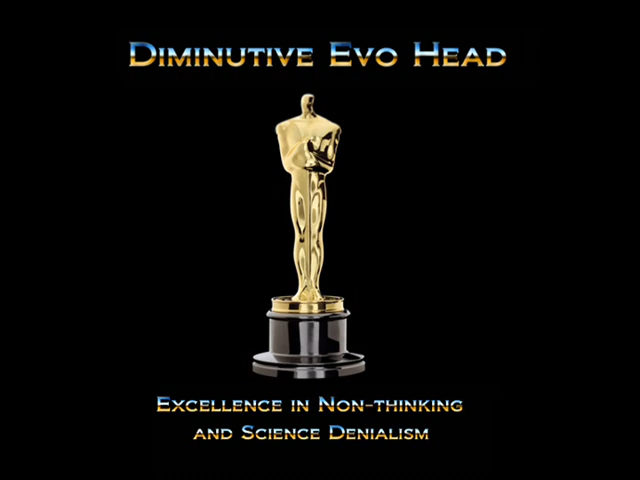 Diminutive Evo Head
Excellence in Non-thinking
and Science Denialism